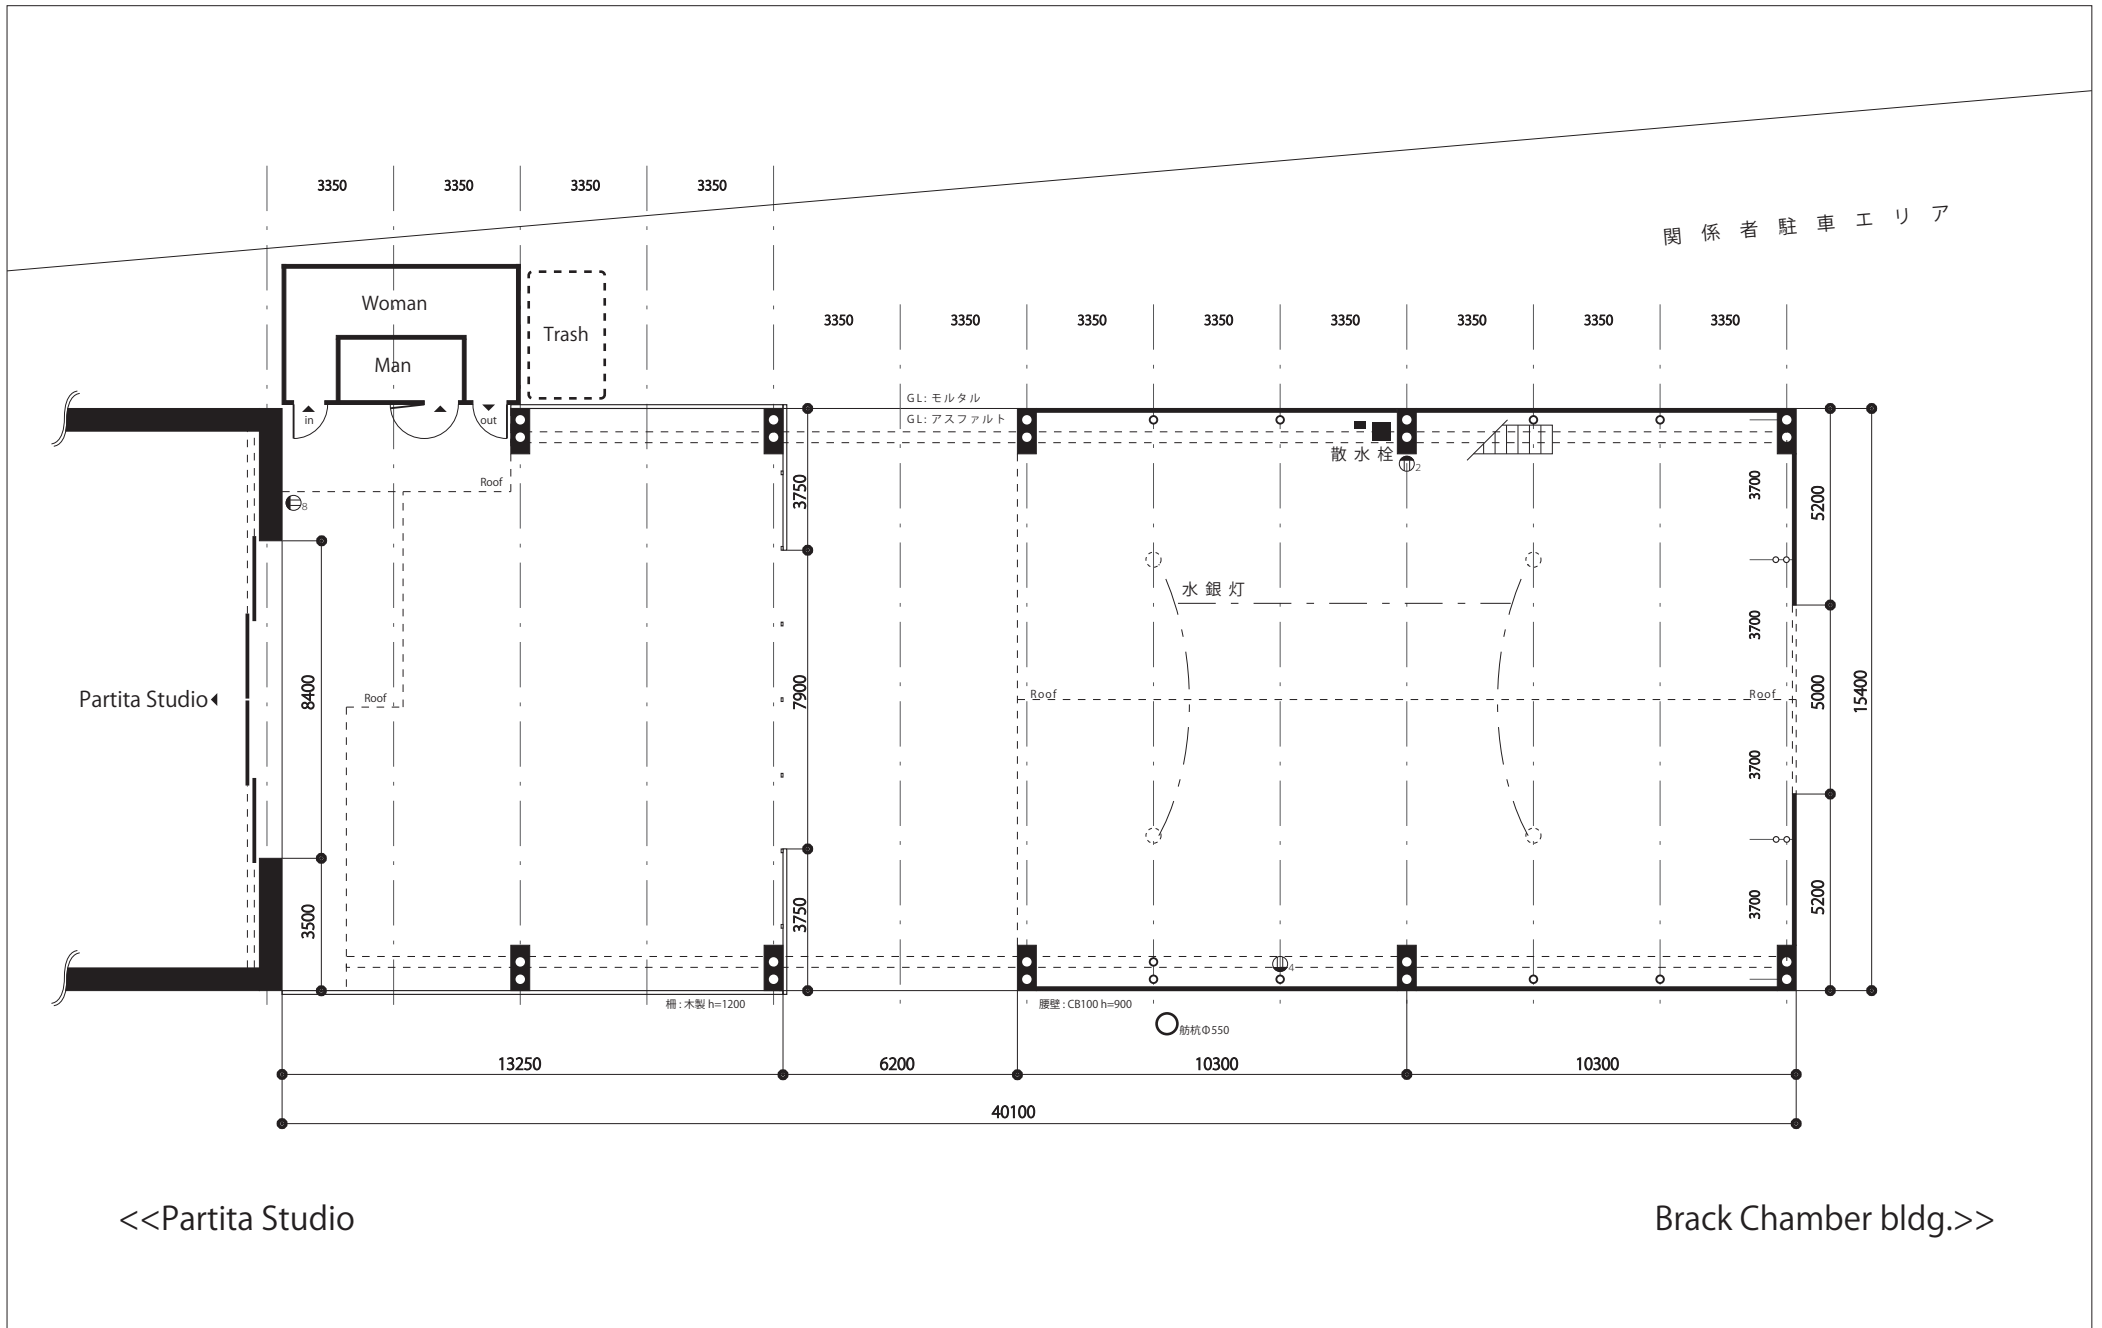 関係者駐車エリア
3350 3350 3350 3350
Woman
Trash
Man
in
out
3350 3350 3350 3350 3350 3350 3350 3350
GL: モルタル
GL: アスファルト
散水栓
2
Roof
8
3750
3700
5200
水銀灯
3700
Partita Studio
8400
Roof
7900
Roof
Roof
5000
15400
3700
3500
3750
3700
5200
4
柵 : 木製 h=1200
腰壁 : CB100 h=900
舫杭Φ550
13250
6200
10300
10300
40100
<<Partita Studio
Brack Chamber bldg.>>